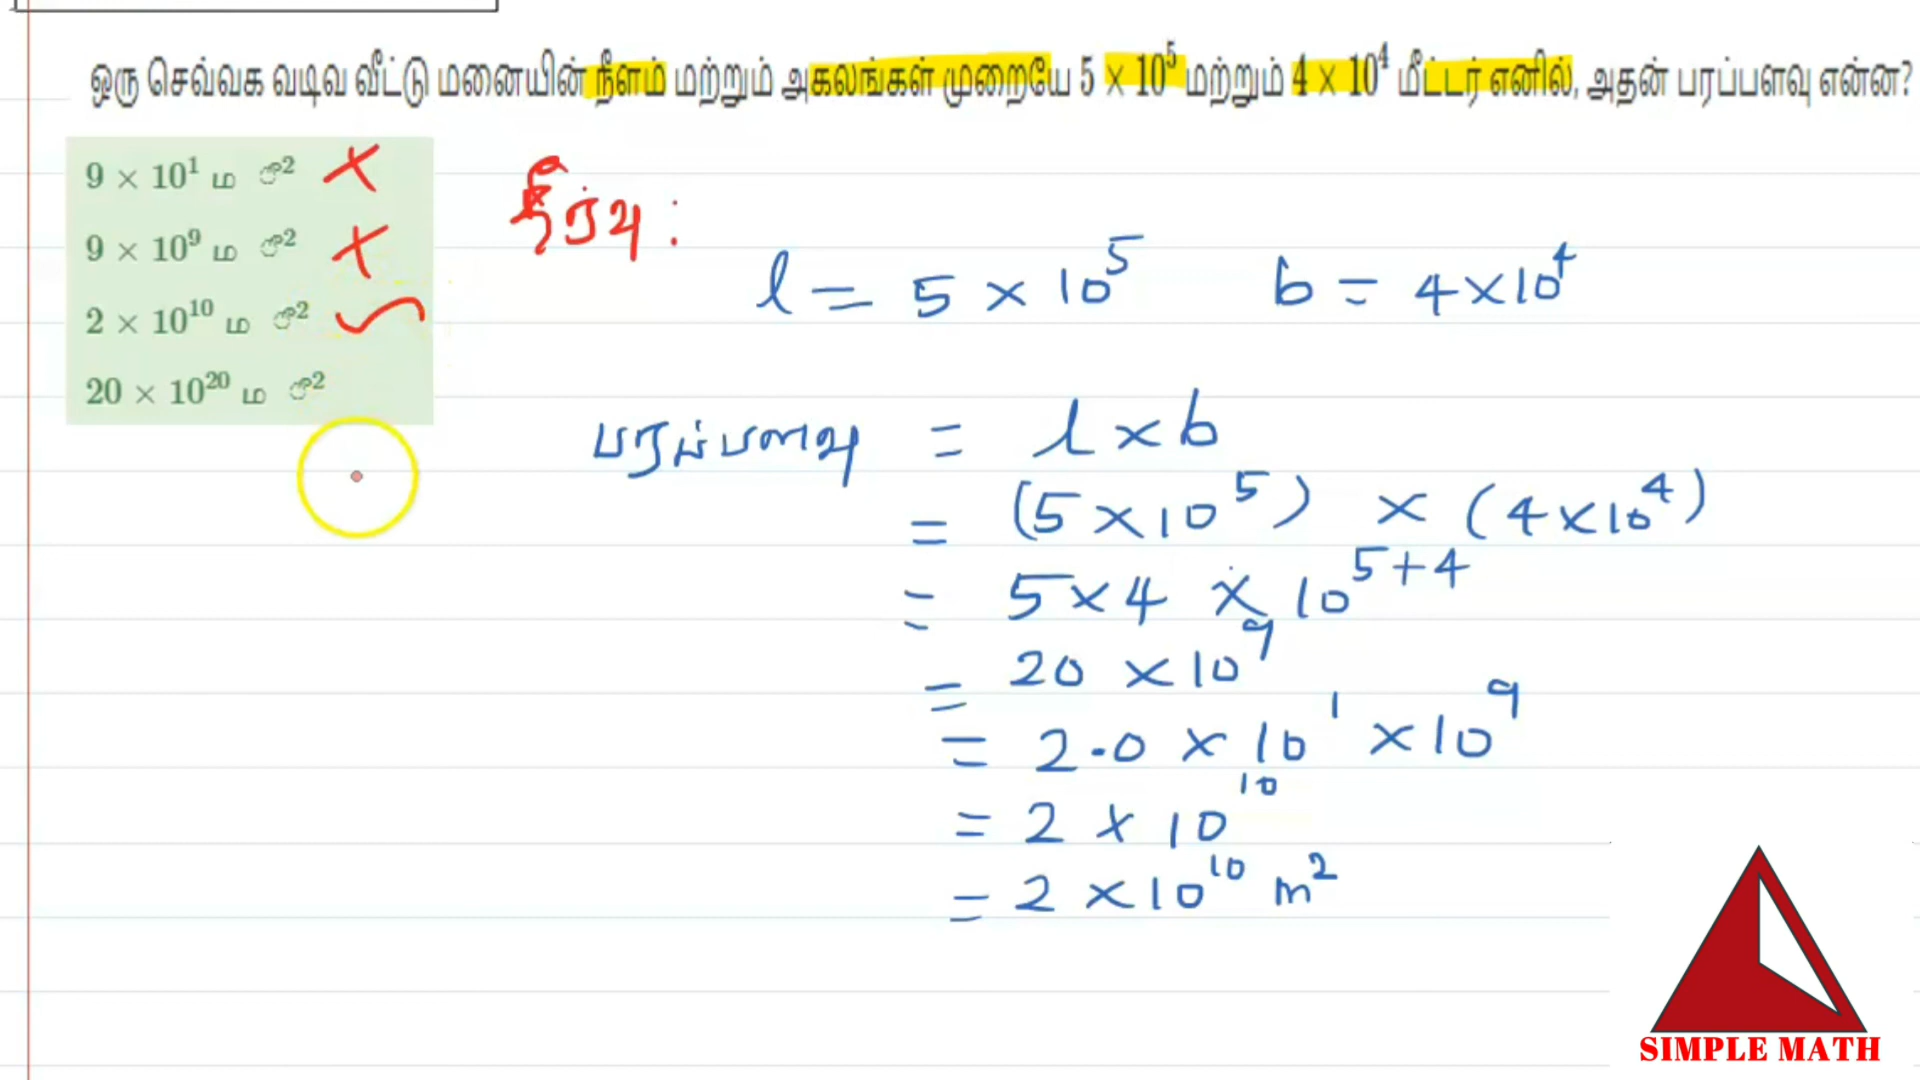 ஒரு செவ்வக வடிவ வீட்டு மனையின் நீளம் மற்றும் அகலங்கள் முறையே 5 × 10⁵ மற்றும் 4 × 10⁴ மீட்டர் எனில், அதன் பரப்பளவு என்ன?
9 × 10¹ ம ீ²
9 × 10⁹ ம ீ²
2 × 10¹⁰ ம ீ²
20 × 10²⁰ ம ீ²
தீர்வு :
l = 5 × 10⁵ b = 4 × 10⁴
பரப்பளவு = l × b
= (5 × 10⁵) × (4 × 10⁴)
= 5 × 4 × 10⁵⁺⁴
= 20 × 10⁹
= 2.0 × 10¹ × 10⁹
= 2 × 10¹⁰
= 2 × 10¹⁰ m²
SIMPLE MATH